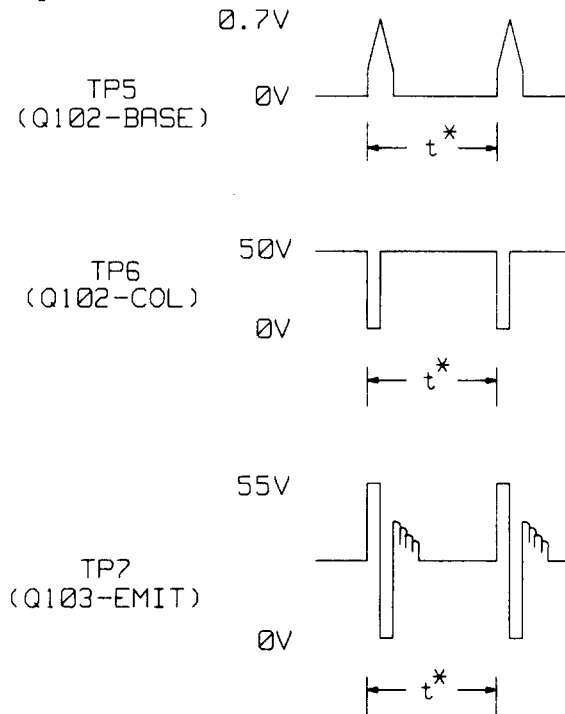 0.7V
TP5
(Q102-BASE)
0V
t*
50V
TP6
(Q102-COL)
0V
t*
55V
TP7
(Q103-EMIT)
0V
t*